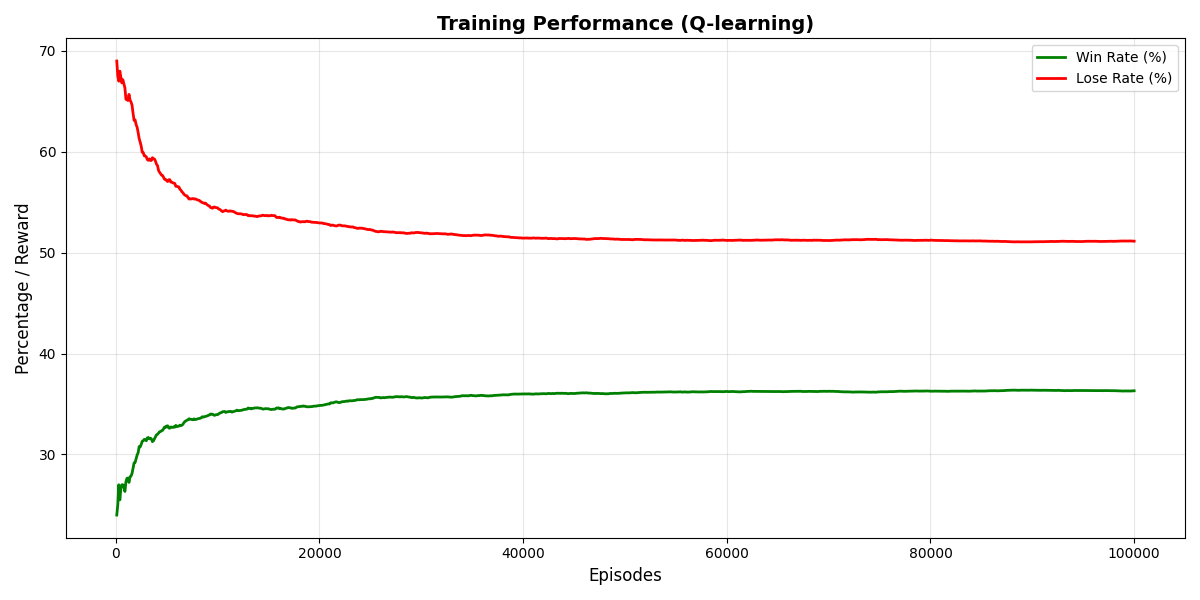 Training Performance (Q-learning)
Win Rate (%)
Lose Rate (%)
Percentage / Reward
70
60
50
40
30
0 20000 40000 60000 80000 100000
Episodes